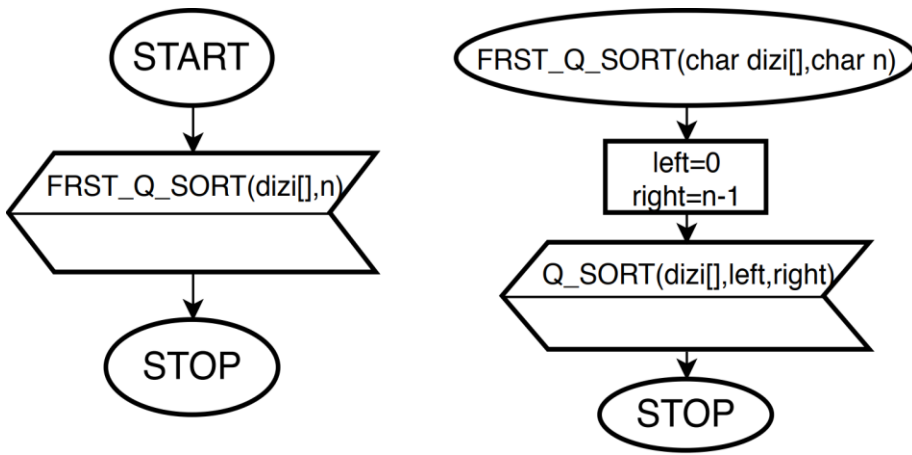 START
FRST_Q_SORT(dizi[],n)
STOP
FRST_Q_SORT(char dizi[],char n)
left=0
right=n-1
Q_SORT(dizi[],left,right)
STOP